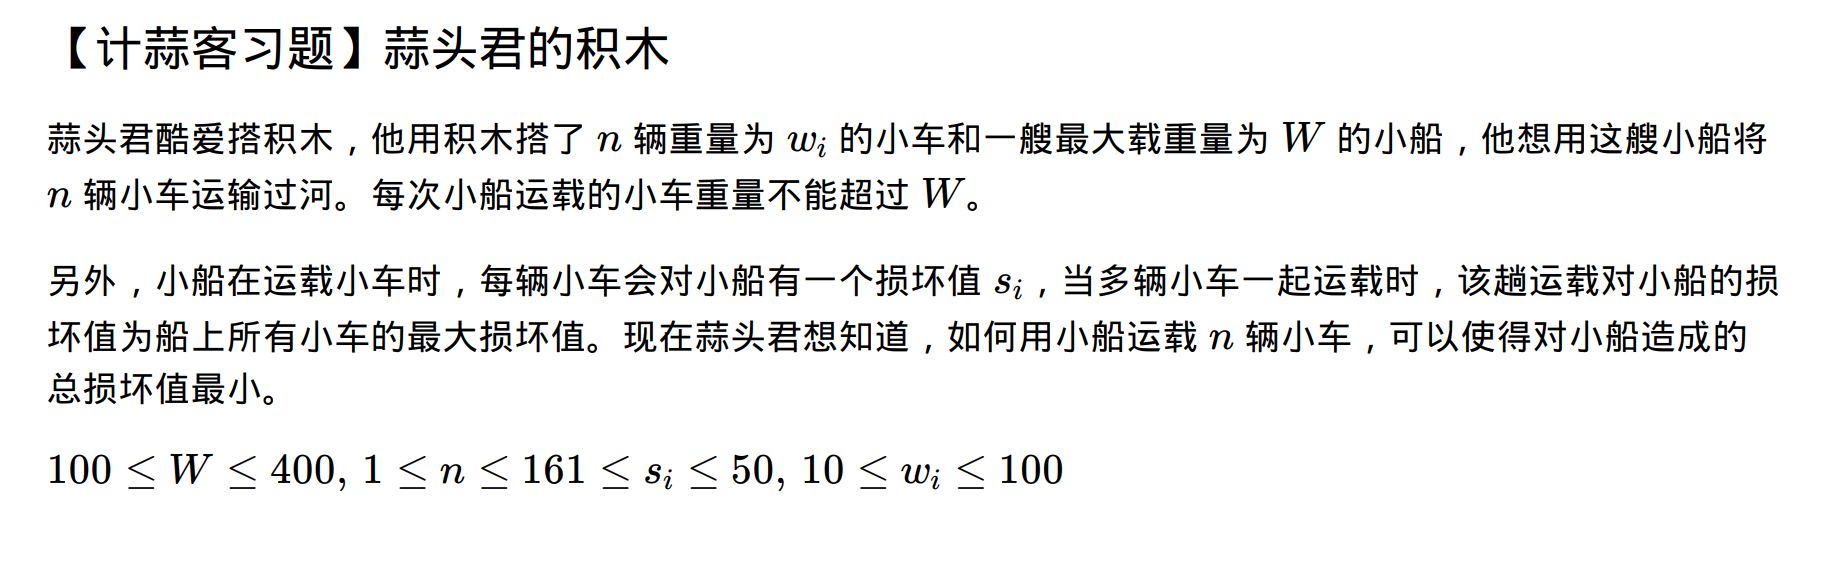 【计蒜客习题】蒜头君的积木
蒜头君酷爱搭积木，他用积木搭了 n 辆重量为 w_i 的小车和一艘最大载重量为 W 的小船，他想用这艘小船将
n 辆小车运输过河。每次小船运载的小车重量不能超过 W。
另外，小船在运载小车时，每辆小车会对小船有一个损坏值 s_i，当多辆小车一起运载时，该趟运载对小船的损
坏值为船上所有小车的最大损坏值。现在蒜头君想知道，如何用小船运载 n 辆小车，可以使得对小船造成的
总损坏值最小。
100 ≤ W ≤ 400, 1 ≤ n ≤ 161 ≤ s_i ≤ 50, 10 ≤ w_i ≤ 100